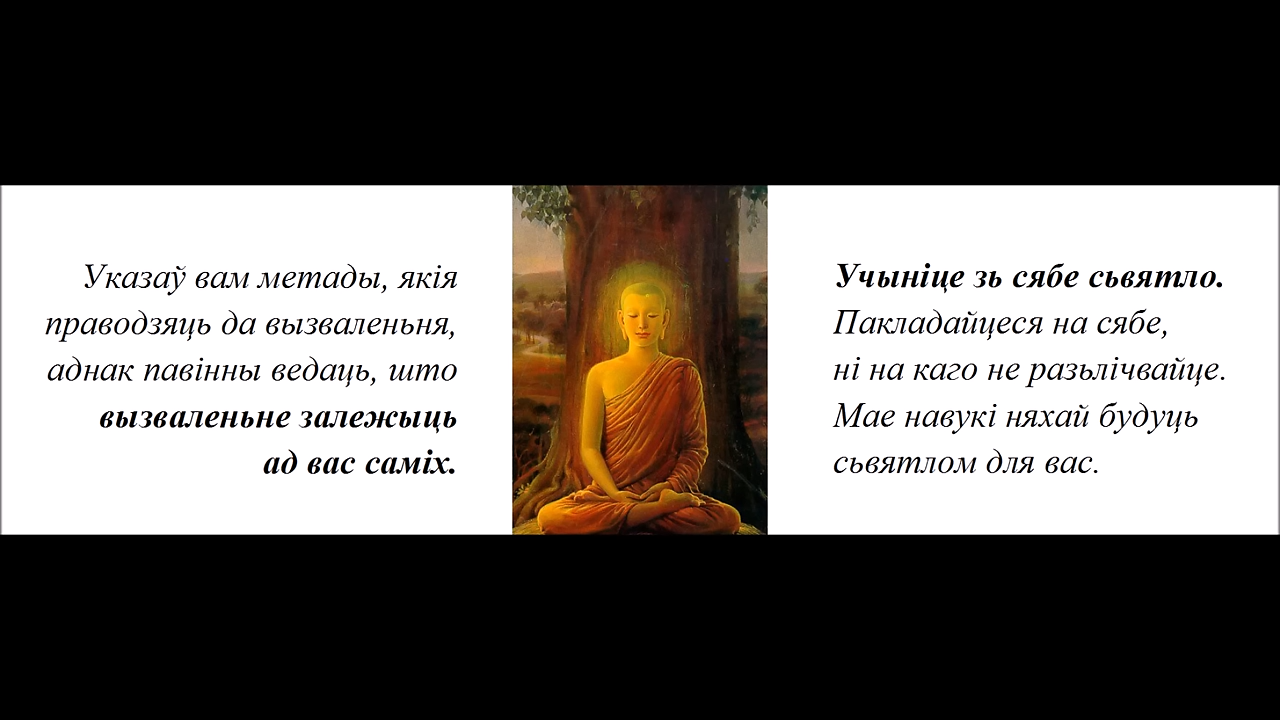 Указаў вам метады, якія
праводзяць да вызваленьня,
аднак павінны ведаць, што
вызваленьне залежыць
ад вас саміх.
Учыніце зь сябе сьвятло.
Пакладайцеся на сябе,
ні на каго не разьлічвайце.
Мае навукі няхай будуць
сьвятлом для вас.